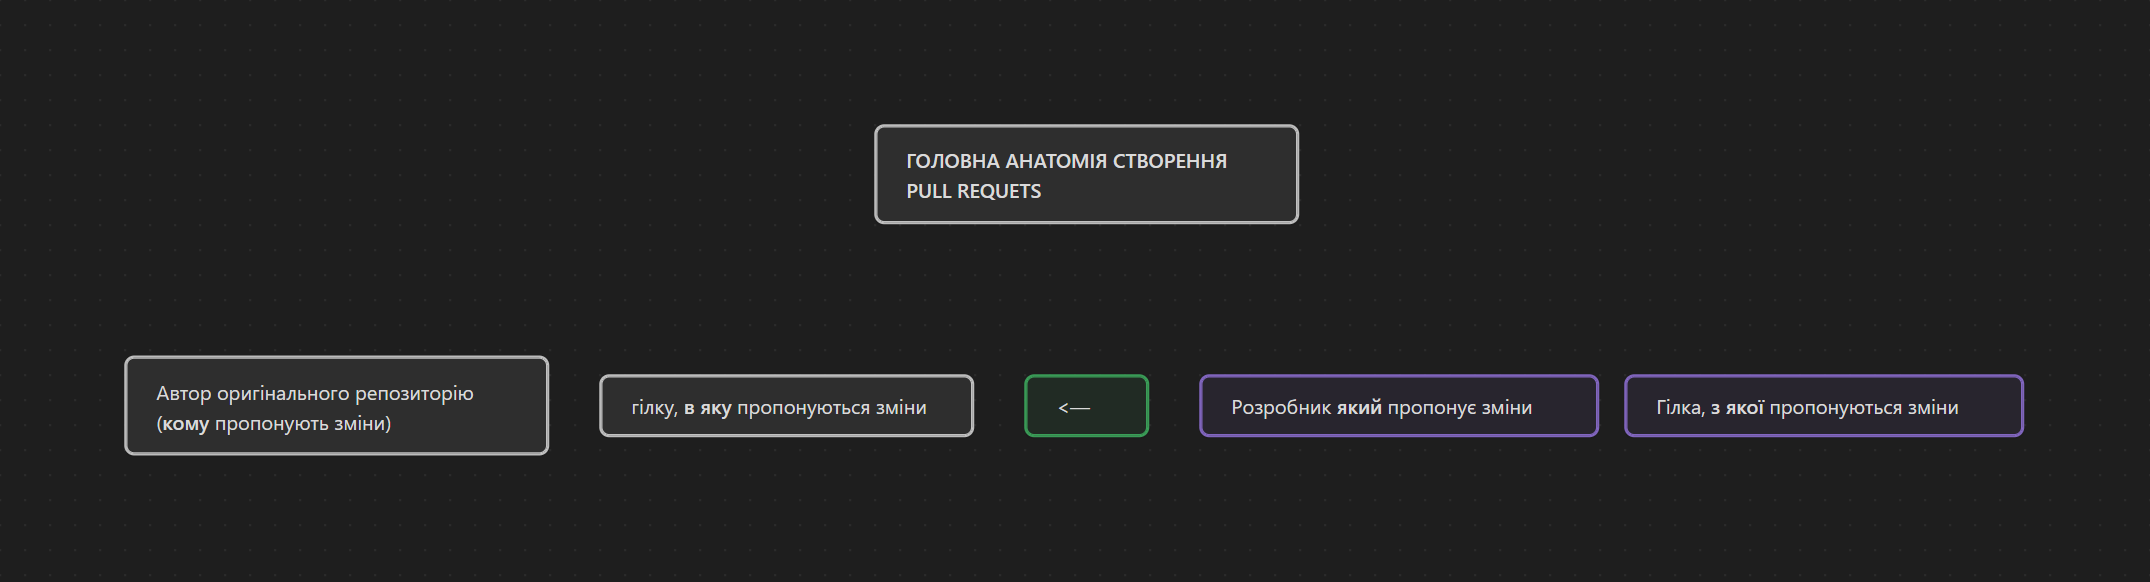 ГОЛОВНА АНАТОМІЯ СТВОРЕННЯ
PULL REQUETS
Автор оригінального репозиторію
(кому пропонують зміни)
гілку, в яку пропонуються зміни
<—
Розробник який пропонує зміни
Гілка, з якої пропонуються зміни